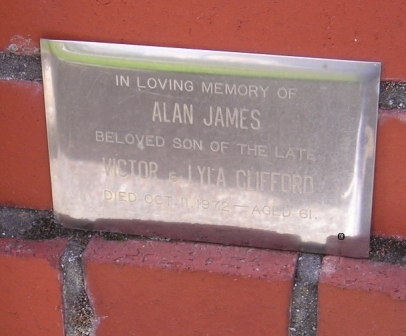 IN LOVING MEMORY OF
ALAN JAMES
BELOVED SON OF THE LATE
VICTOR & LYLA CLIFFORD
DIED OCT. 11, 1972 — AGED 61.